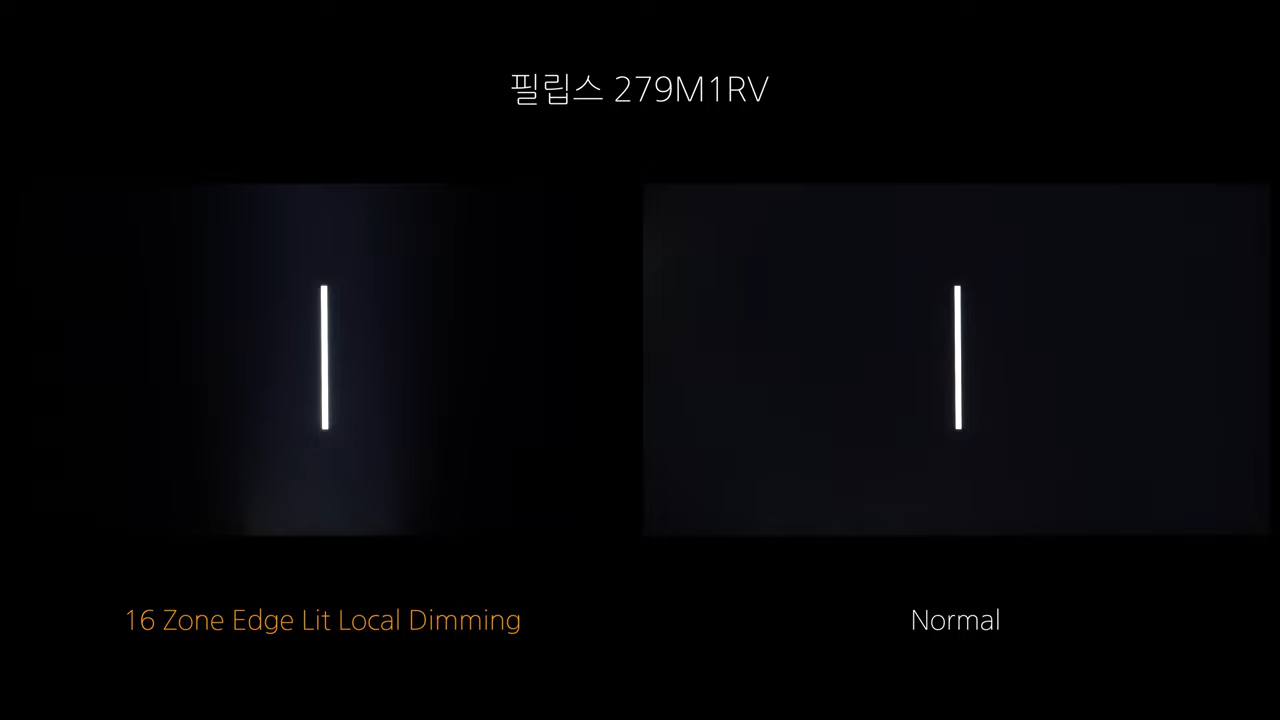 필립스 279M1RV
16 Zone Edge Lit Local Dimming
Normal